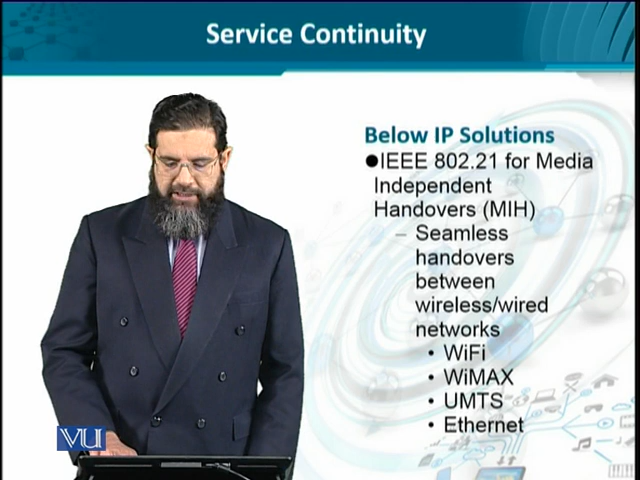 Service Continuity
Below IP Solutions
●IEEE 802.21 for Media
Independent
Handovers (MIH)
– Seamless
handovers
between
wireless/wired
networks
• WiFi
• WiMAX
• UMTS
• Ethernet
VU